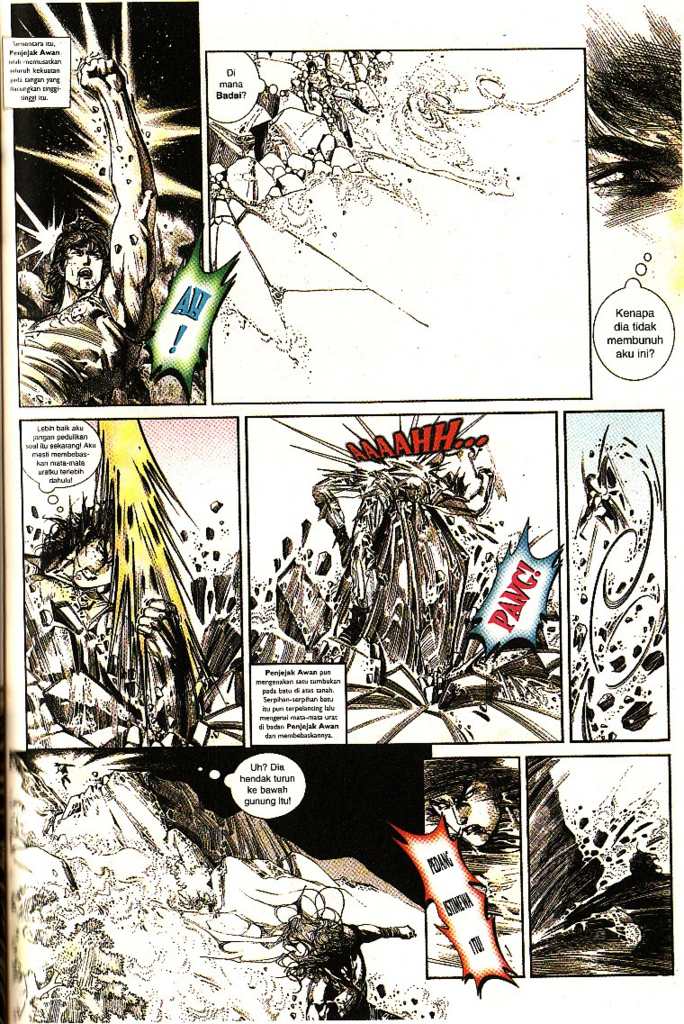 Sementara itu,
Penjejak Awan
telah memusatkan
seluruh kekuatan
pada tangan yang
diacungkan tinggi-
tinggi itu.
Di
mana
Badai?
AH
!
Kenapa
dia tidak
membunuh
aku ini?
Lebih baik aku
jangan pedulikan
soal itu sekarang! Aku
mesti membebas-
kan mata-mata
uratku terlebih
dahulu!
AAAAHH...
PANG!
Penjejak Awan pun
mengenakan satu tumbukan
pada batu di atas tanah.
Serpihan-serpihan batu
itu pun terpelanting lalu
mengenai mata-mata urat
di badan Penjejak Awan
dan membebaskannya.
Uh? Dia
hendak turun
ke bawah
gunung itu!
PEDANG
ISTIMEWA
ITU